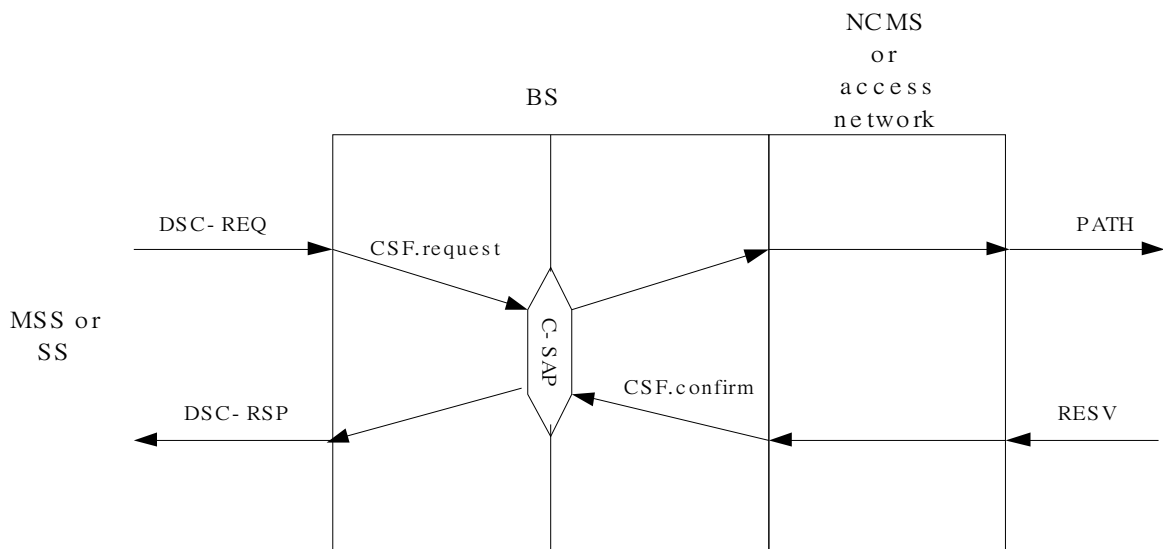 NCMS
or
access
network
BS
DSC-REQ
CSF.request
PATH
MSS or
SS
C-SAP
CSF.confirm
DSC-RSP
RESV